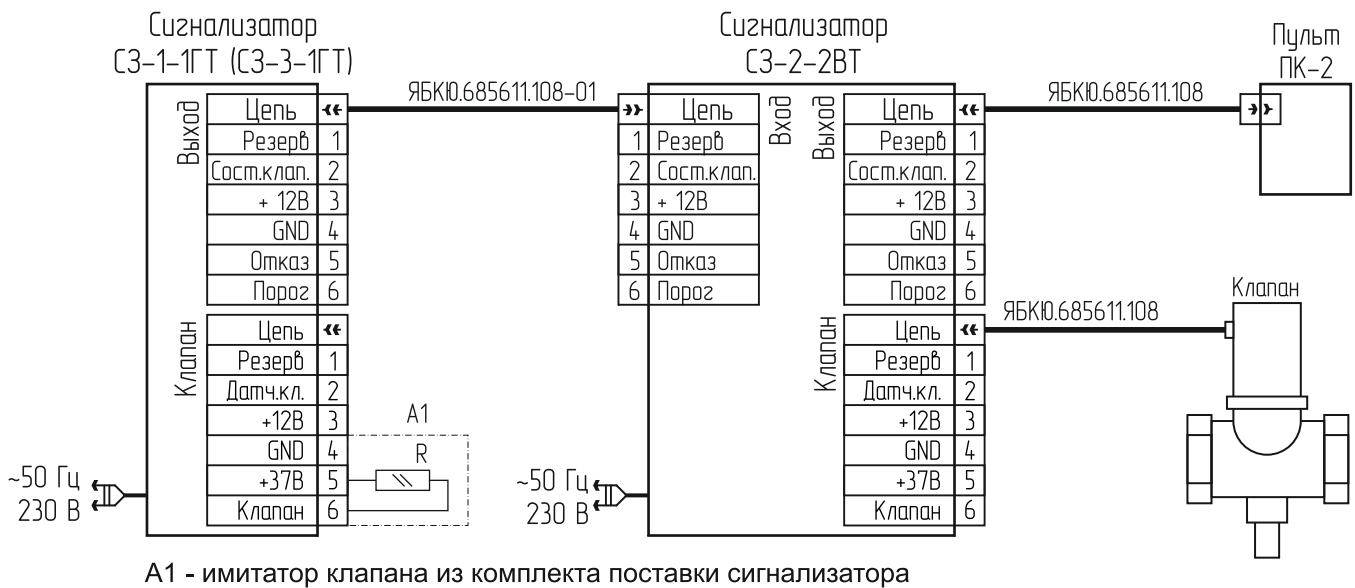 Сигнализатор
СЗ-1-1ГТ (СЗ-3-1ГТ)
Выход
Цепь
Резерв 1
Сост.клап. 2
+ 12В 3
GND 4
Отказ 5
Порог 6
Клапан
Цепь
Резерв 1
Датч.кл. 2
+12В 3
GND 4
+37В 5
Клапан 6
~50 Гц
230 В
А1
R
ЯБКЮ.685611.108-01
Сигнализатор
СЗ-2-2ВТ
Вход
Цепь
1 Резерв
2 Сост.клап.
3 + 12В
4 GND
5 Отказ
6 Порог
Выход
Цепь
Резерв 1
Сост.клап. 2
+ 12В 3
GND 4
Отказ 5
Порог 6
Клапан
Цепь
Резерв 1
Датч.кл. 2
+12В 3
GND 4
+37В 5
Клапан 6
~50 Гц
230 В
ЯБКЮ.685611.108
Пульт
ПК-2
ЯБКЮ.685611.108
Клапан
А1 - имитатор клапана из комплекта поставки сигнализатора